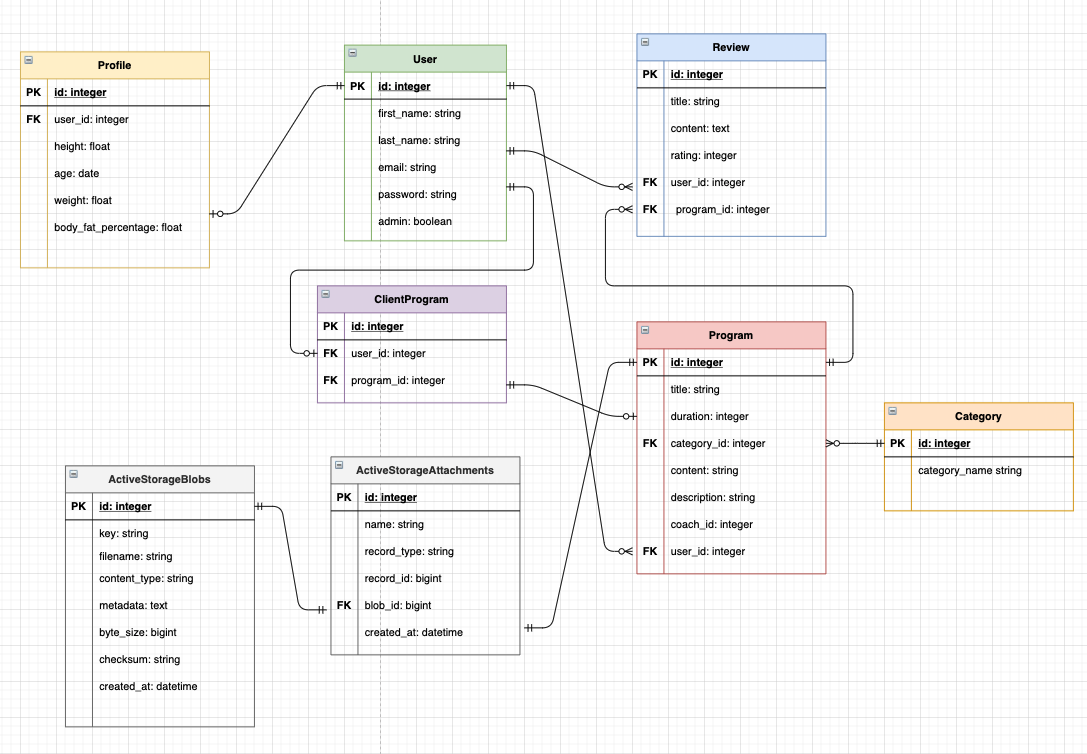 Profile
PK id: integer
FK user_id: integer
height: float
age: date
weight: float
body_fat_percentage: float
User
PK id: integer
first_name: string
last_name: string
email: string
password: string
admin: boolean
Review
PK id: integer
title: string
content: text
rating: integer
FK user_id: integer
FK program_id: integer
ClientProgram
PK id: integer
FK user_id: integer
FK program_id: integer
Program
PK id: integer
title: string
duration: integer
FK category_id: integer
content: string
description: string
coach_id: integer
FK user_id: integer
Category
PK id: integer
category_name string
ActiveStorageBlobs
PK id: integer
key: string
filename: string
content_type: string
metadata: text
byte_size: bigint
checksum: string
created_at: datetime
ActiveStorageAttachments
PK id: integer
name: string
record_type: string
record_id: bigint
FK blob_id: bigint
created_at: datetime